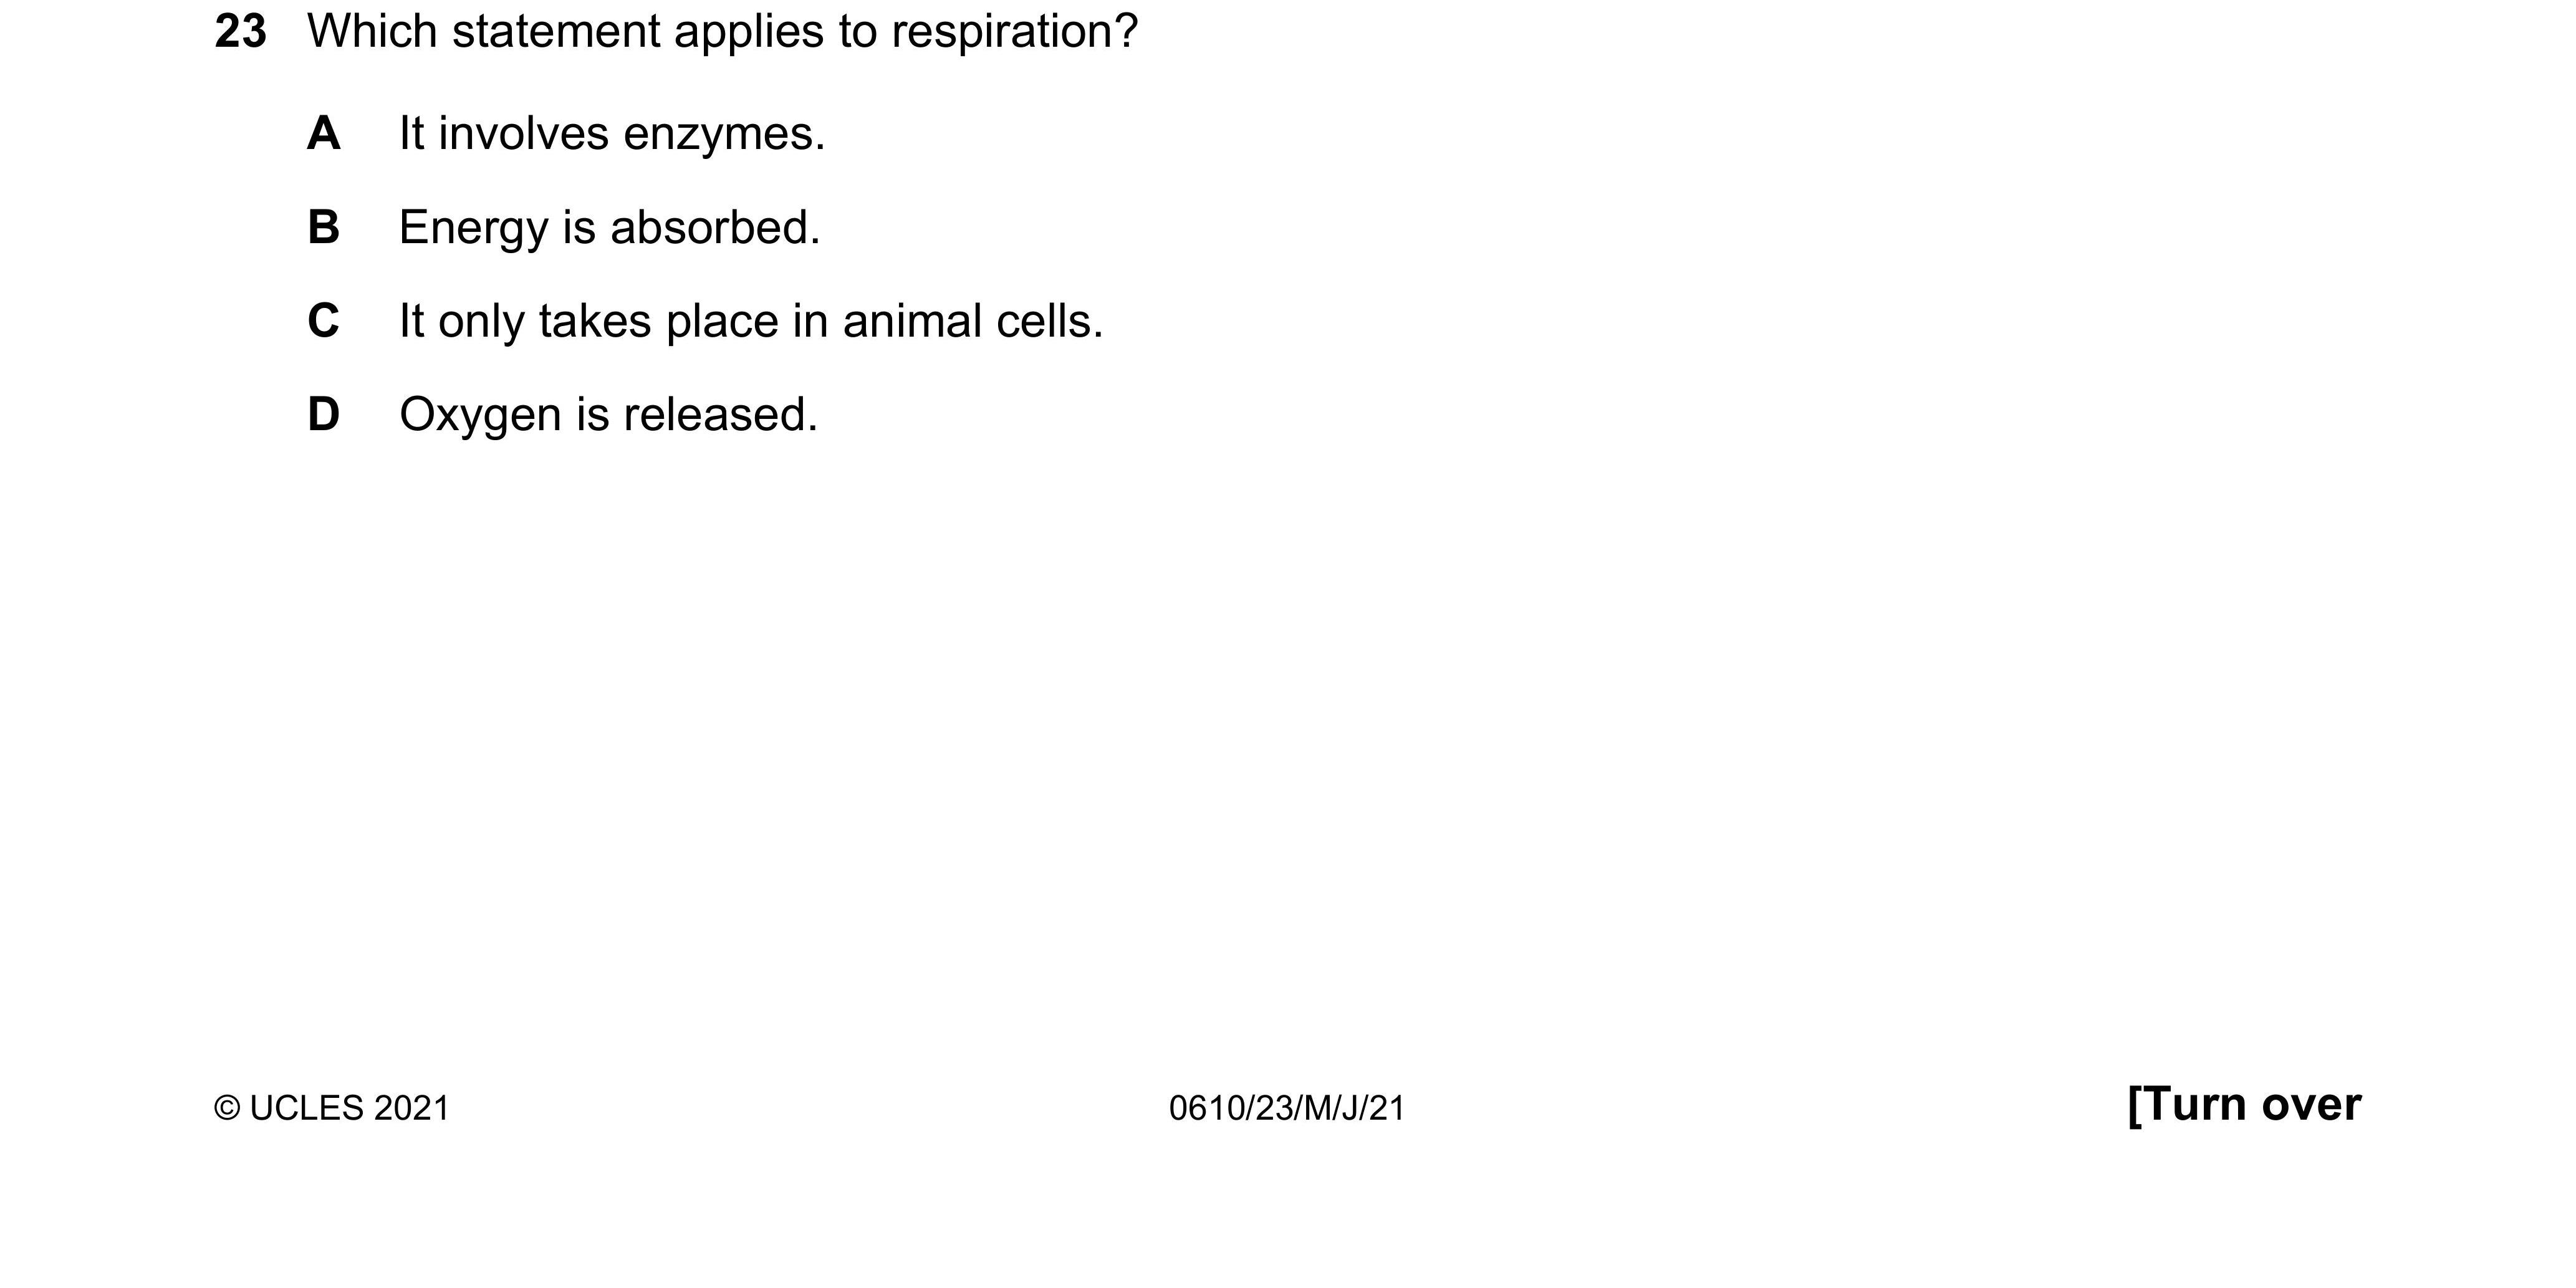 23 Which statement applies to respiration?
A It involves enzymes.
B Energy is absorbed.
C It only takes place in animal cells.
D Oxygen is released.
© UCLES 2021 0610/23/M/J/21 [Turn over